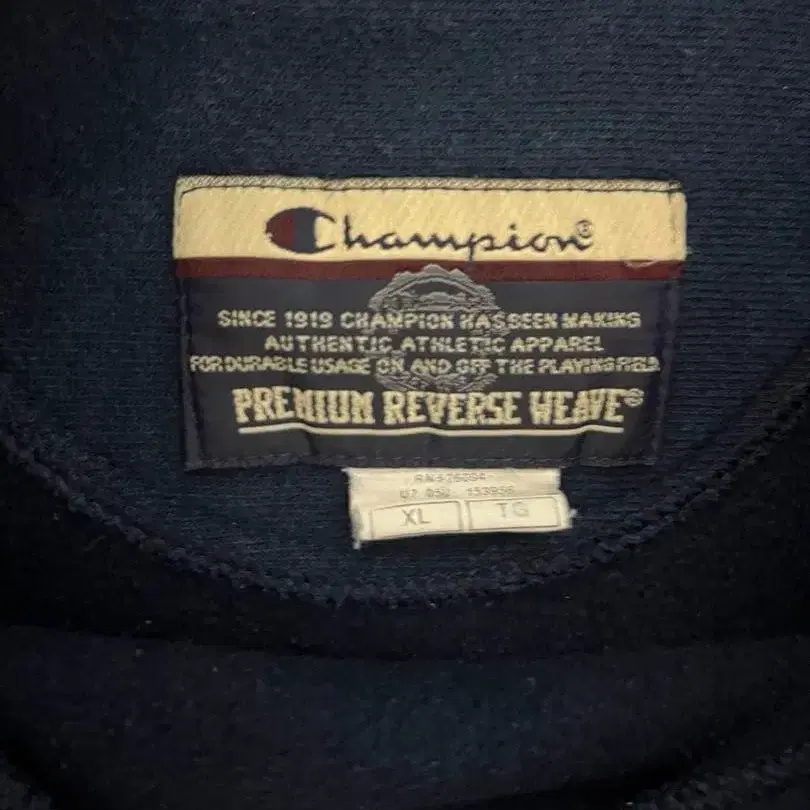 Champion®
SINCE 1919 CHAMPION HAS BEEN MAKING
AUTHENTIC ATHLETIC APPAREL
FOR DURABLE USAGE ON AND OFF THE PLAYING FIELD
PREMIUM REVERSE WEAVE®
XL TG